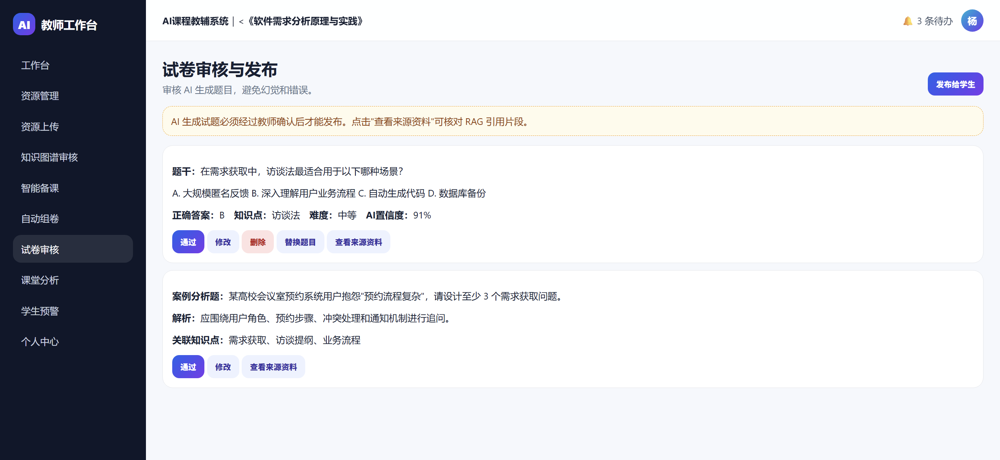 AI 教师工作台
工作台
资源管理
资源上传
知识图谱审核
智能备课
自动组卷
试卷审核
课堂分析
学生预警
个人中心
AI课程教辅系统 | <《软件需求分析原理与实践》
3 条待办
杨
试卷审核与发布
审核 AI 生成题目，避免幻觉和错误。
发布给学生
AI 生成试题必须经过教师确认后才能发布。点击"查看来源资料"可核对 RAG 引用片段。
题干：在需求获取中，访谈法最适合用于以下哪种场景？
A. 大规模匿名反馈 B. 深入理解用户业务流程 C. 自动生成代码 D. 数据库备份
正确答案：B 知识点：访谈法 难度：中等 AI置信度：91%
通过 修改 删除 替换题目 查看来源资料
案例分析题：某高校会议室预约系统用户抱怨"预约流程复杂"，请设计至少 3 个需求获取问题。
解析：应围绕用户角色、预约步骤、冲突处理和通知机制进行追问。
关联知识点：需求获取、访谈提纲、业务流程
通过 修改 查看来源资料